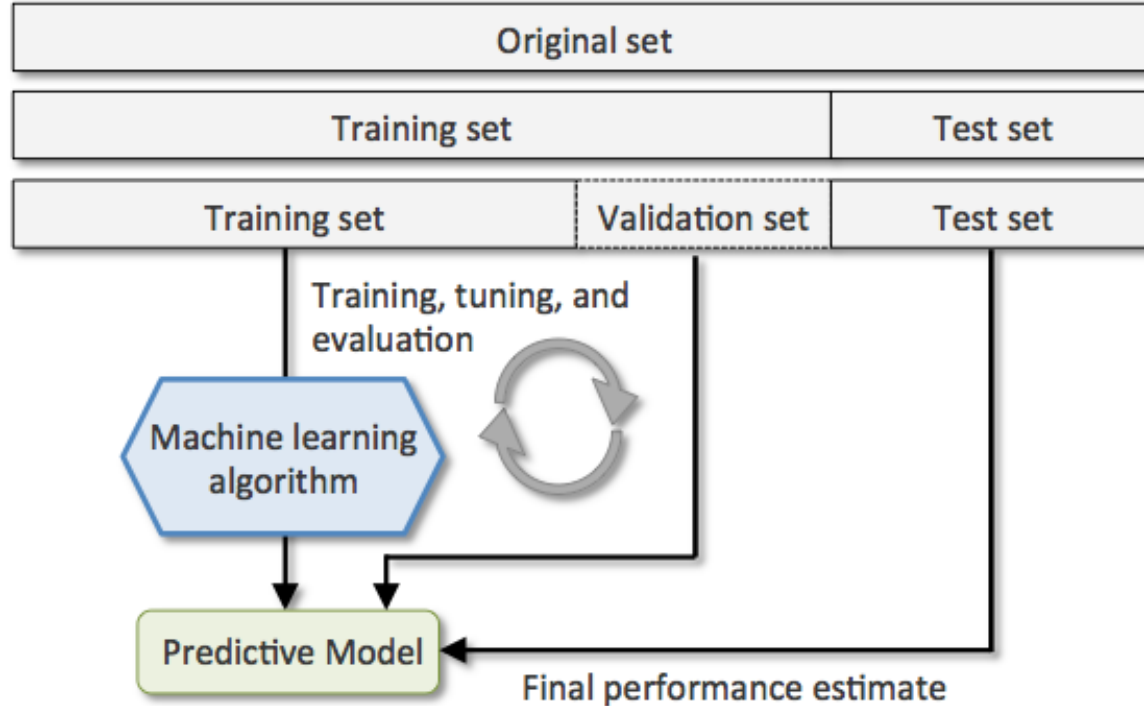 Original set
Training set
Test set
Training set
Validation set
Test set
Training, tuning, and
evaluation
Machine learning
algorithm
Predictive Model
Final performance estimate